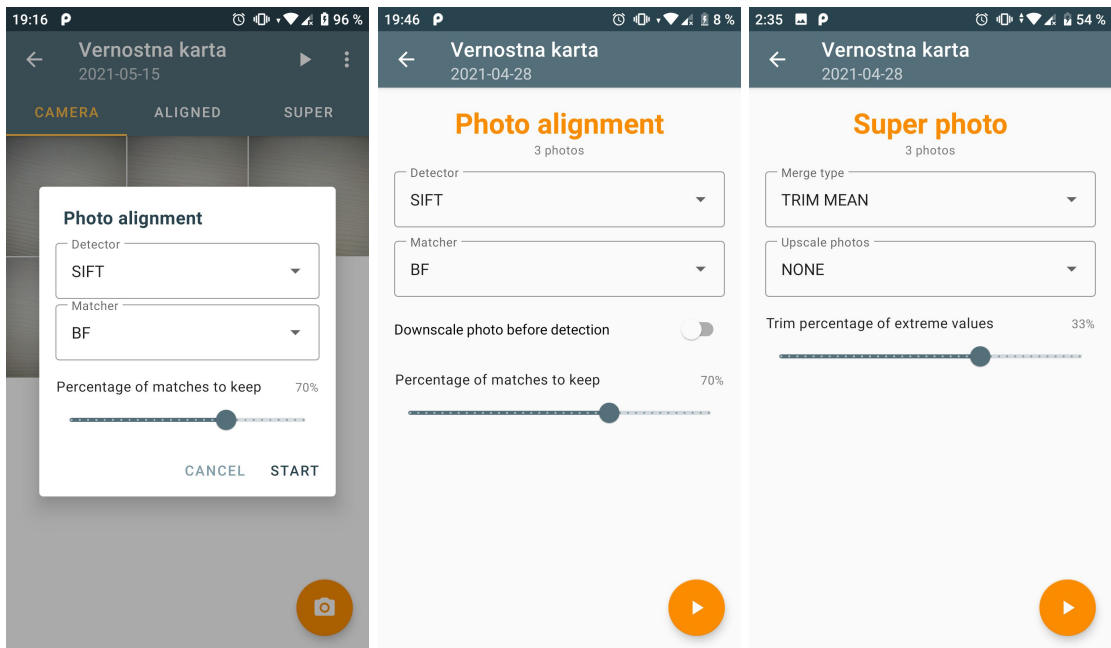 19:16 96 %
Vernostna karta
2021-05-15
CAMERA ALIGNED SUPER
Photo alignment
Detector
SIFT
Matcher
BF
Percentage of matches to keep 70%
CANCEL START
19:46 8 %
Vernostna karta
2021-04-28
Photo alignment
3 photos
Detector
SIFT
Matcher
BF
Downscale photo before detection
Percentage of matches to keep 70%
2:35 54 %
Vernostna karta
2021-04-28
Super photo
3 photos
Merge type
TRIM MEAN
Upscale photos
NONE
Trim percentage of extreme values 33%